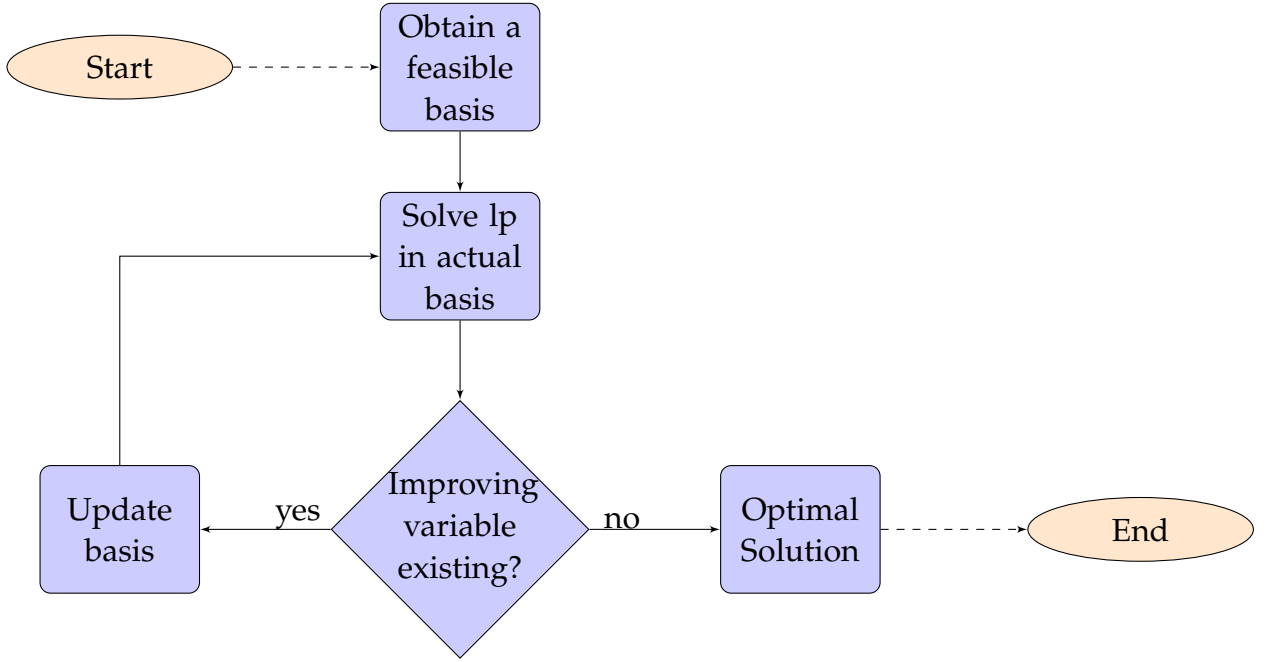 Start
Obtain a
feasible
basis
Solve lp
in actual
basis
Improving
variable
existing?
yes
Update
basis
no
Optimal
Solution
End